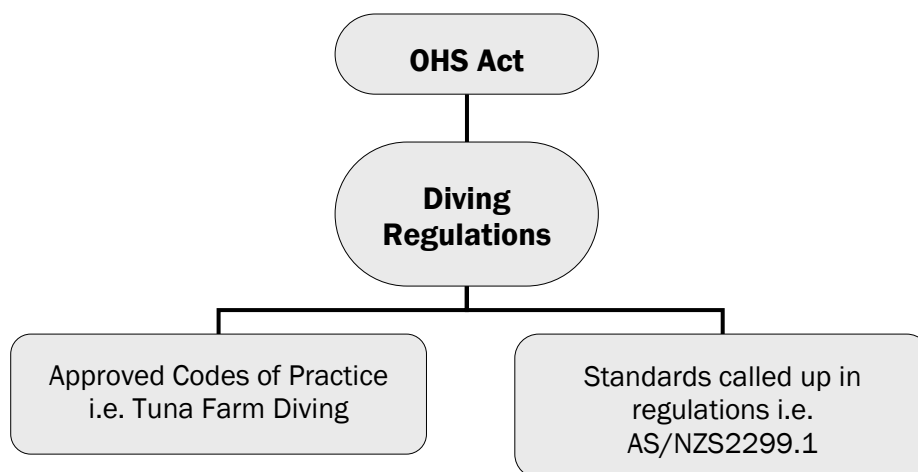 OHS Act
Diving
Regulations
Approved Codes of Practice
i.e. Tuna Farm Diving
Standards called up in
regulations i.e.
AS/NZS2299.1